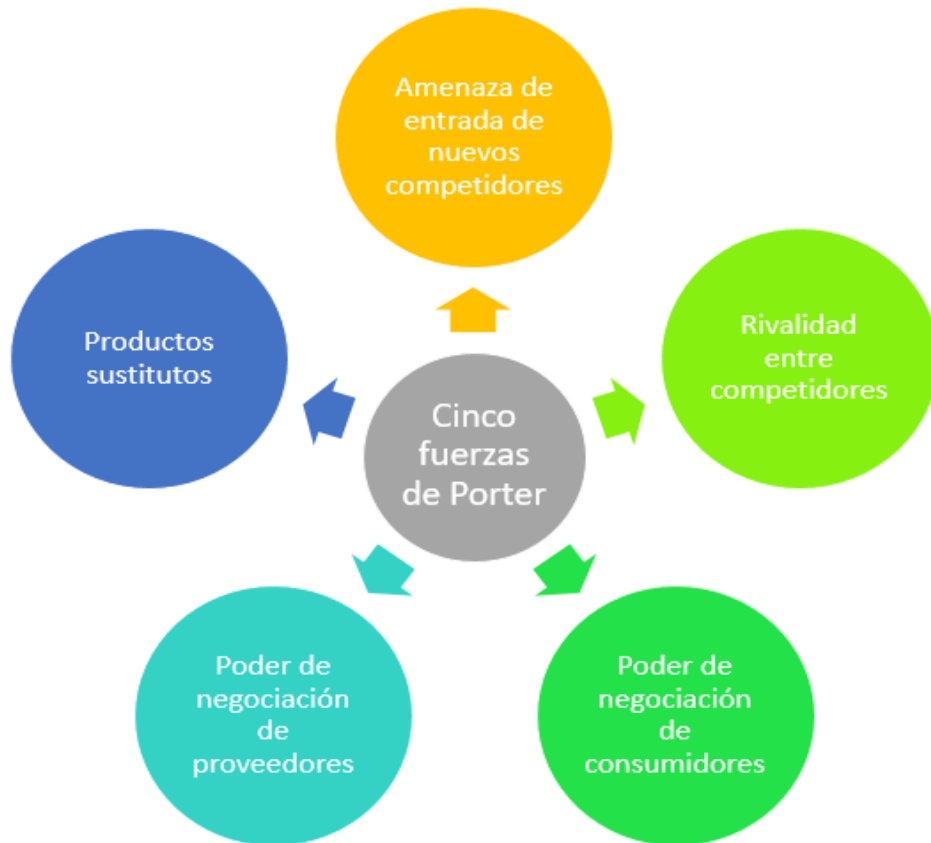 Amenaza de
entrada de
nuevos
competidores
Productos
sustitutos
Rivalidad
entre
competidores
Cinco
fuerzas
de Porter
Poder de
negociación
de
proveedores
Poder de
negociación
de
consumidores